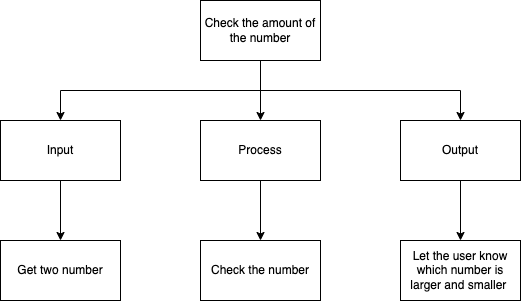 Check the amount of
the number
Input
Process
Output
Get two number
Check the number
Let the user know
which number is
larger and smaller